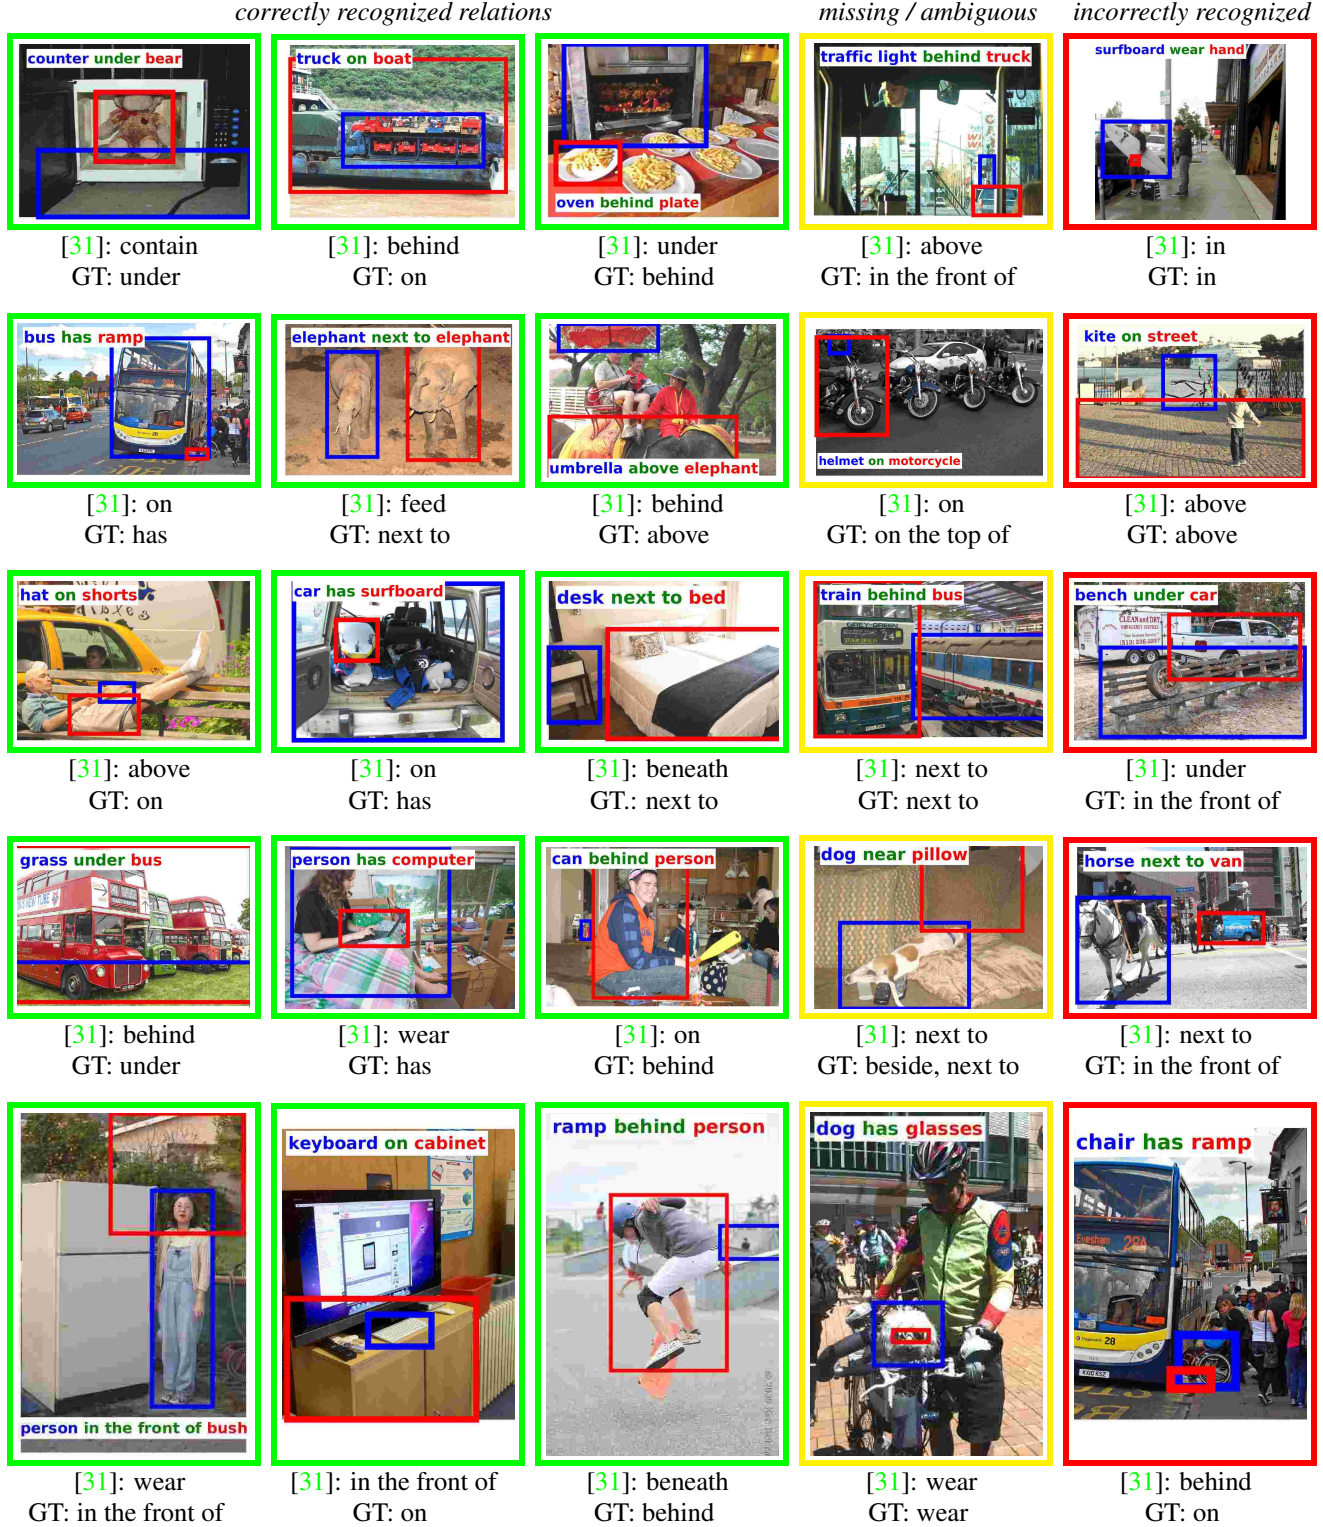 correctly recognized relations missing / ambiguous incorrectly recognized
counter under bear
truck on boat
oven behind plate
traffic light behind truck
surfboard wear hand
[31]: contain
GT: under
[31]: behind
GT: on
[31]: under
GT: behind
[31]: above
GT: in the front of
[31]: in
GT: in
bus has ramp
elephant next to elephant
umbrella above elephant
helmet on motorcycle
kite on street
[31]: on
GT: has
[31]: feed
GT: next to
[31]: behind
GT: above
[31]: on
GT: on the top of
[31]: above
GT: above
hat on shorts
car has surfboard
desk next to bed
train behind bus
GREY-GREEN
24
bench under car
CLEAN and DRY
[31]: above
GT: on
[31]: on
GT: has
[31]: beneath
GT.: next to
[31]: next to
GT: next to
[31]: under
GT: in the front of
grass under bus
person has computer
can behind person
dog near pillow
horse next to van
[31]: behind
GT: under
[31]: wear
GT: has
[31]: on
GT: behind
[31]: next to
GT: beside, next to
[31]: next to
GT: in the front of
person in the front of bush
keyboard on cabinet
ramp behind person
dog has glasses
chair has ramp
Evesham 28A
28
[31]: wear
GT: in the front of
[31]: in the front of
GT: on
[31]: beneath
GT: behind
[31]: wear
GT: wear
[31]: behind
GT: on